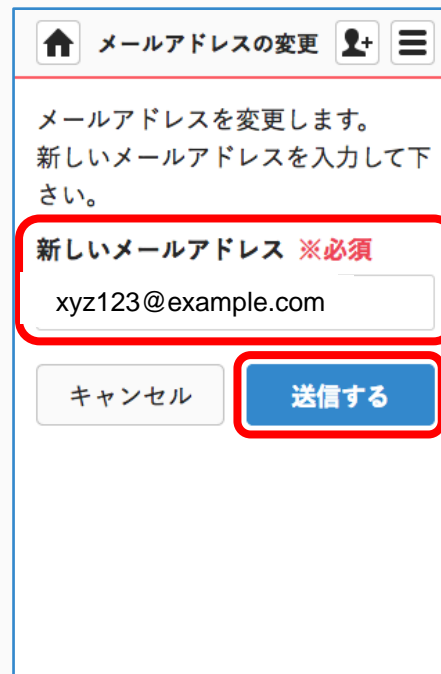 メールアドレスの変更
メールアドレスを変更します。
新しいメールアドレスを入力して下
さい。
新しいメールアドレス ※必須
xyz123@example.com
キャンセル 送信する